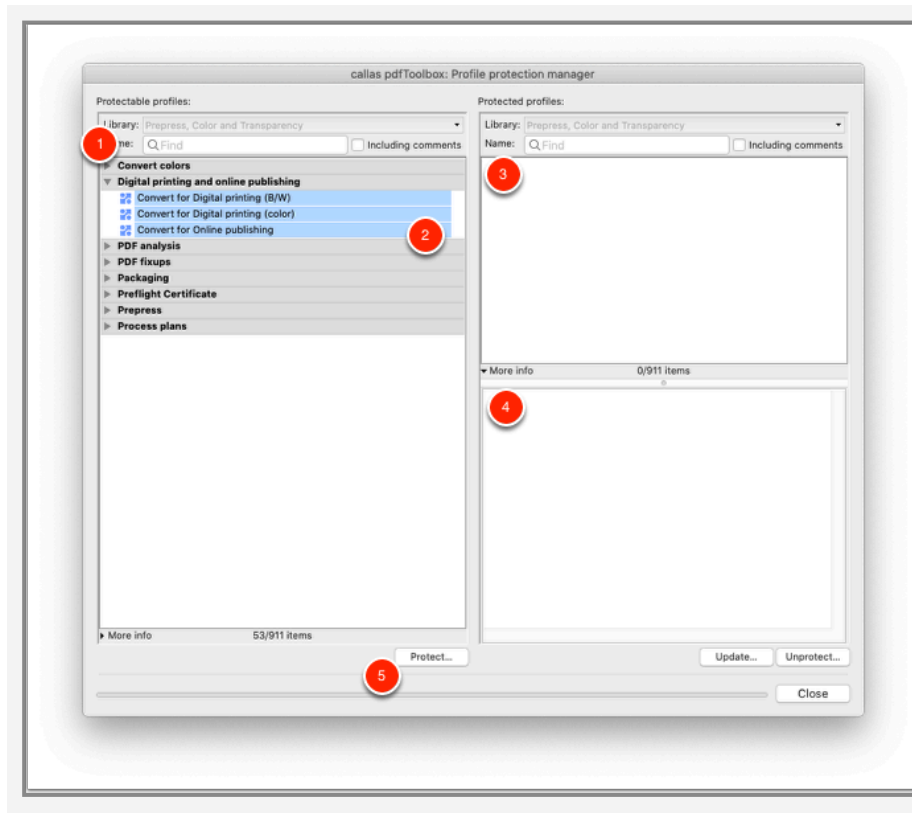 callas pdfToolbox: Profile protection manager
Protectable profiles:
Library: Prepress, Color and Transparency
1
me: Find Including comments
Convert colors
Digital printing and online publishing
Convert for Digital printing (B/W)
Convert for Digital printing (color)
Convert for Online publishing
2
PDF analysis
PDF fixups
Packaging
Preflight Certificate
Prepress
Process plans
More info 53/911 items
Protect...
Protected profiles:
Library: Prepress, Color and Transparency
Name: Find Including comments
3
More info 0/911 items
4
Update... Unprotect...
5
Close